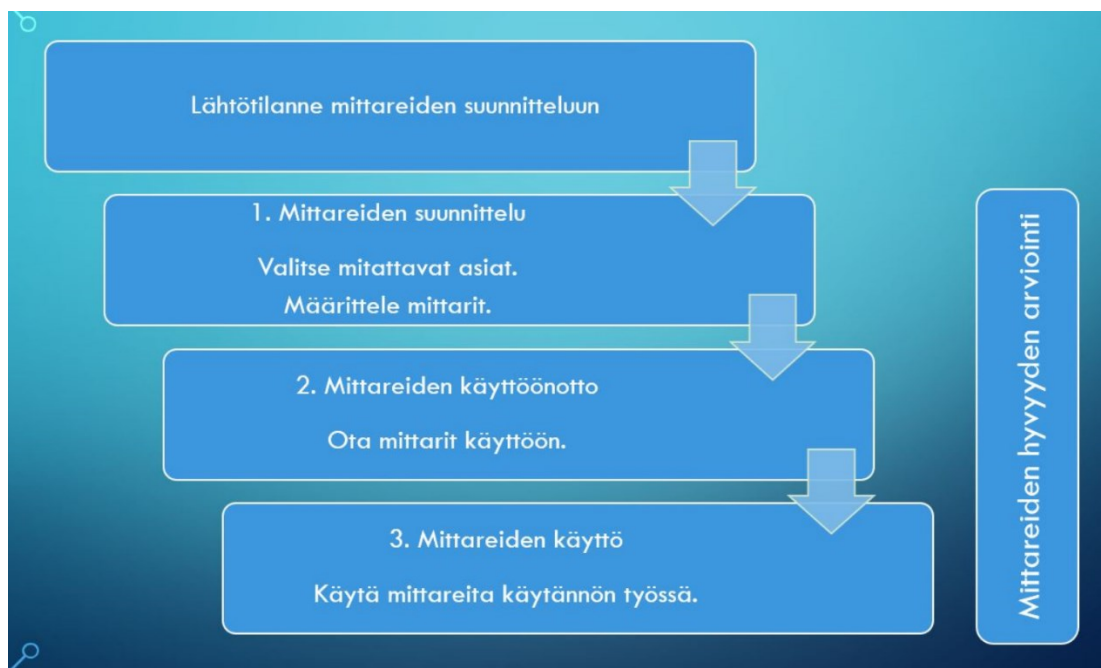 Lähtötilanne mittareiden suunnitteluun
1. Mittareiden suunnittelu
Valitse mitattavat asiat.
Määrittele mittarit.
2. Mittareiden käyttöönotto
Ota mittarit käyttöön.
3. Mittareiden käyttö
Käytä mittareita käytännön työssä.
Mittareiden hyvyyden arviointi